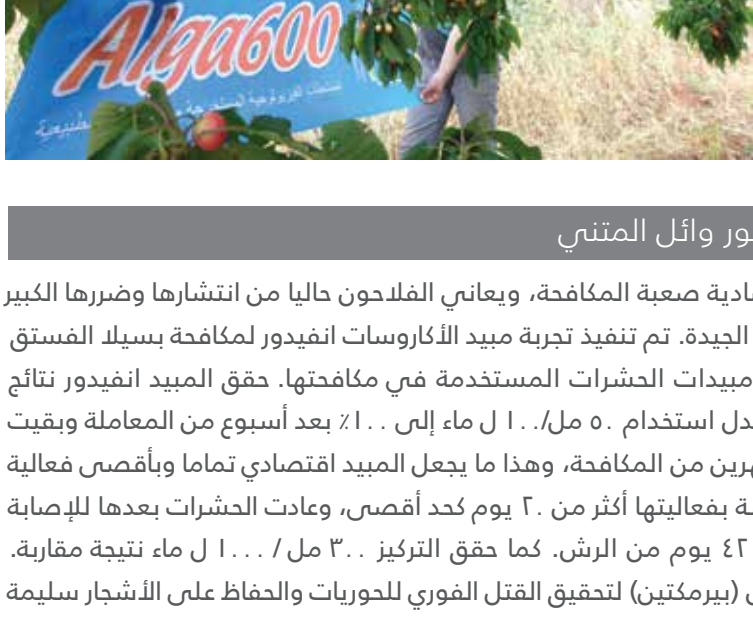 Alga600
ور وائل المتني
ادية صعبة المكافحة، ويعاني الفلاحون حاليا من انتشارها وضررها الكبير
الجيدة. تم تنفيذ تجربة مبيد الأكاروسات انفيدور لمكافحة بسيلا الفستق
مبيدات الحشرات المستخدمة في مكافحتها. حقق المبيد انفيدور نتائج
دل استخدام ٥٠ مل/١٠٠ ل ماء إلى ١٠٠٪ بعد أسبوع من المعاملة وبقيت
هرين من المكافحة، وهذا ما يجعل المبيد اقتصادي تماما وبأقصى فعالية
ة بفعاليتها أكثر من ٢٠ يوم كحد أقصى، وعادت الحشرات بعدها للإصابة
٤٢ يوم من الرش. كما حقق التركيز ٣٠٠ مل / ١٠٠٠ ل ماء نتيجة مقاربة.
ي (بيرمكتين) لتحقيق القتل الفوري للحوريات والحفاظ على الأشجار سليمة